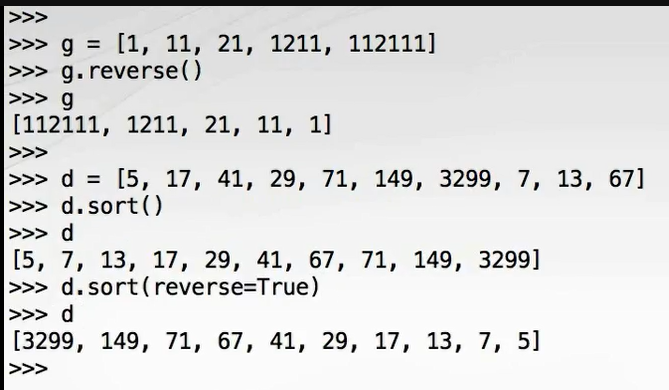 >>>
>>> g = [1, 11, 21, 1211, 112111]
>>> g.reverse()
>>> g
[112111, 1211, 21, 11, 1]
>>>
>>> d = [5, 17, 41, 29, 71, 149, 3299, 7, 13, 67]
>>> d.sort()
>>> d
[5, 7, 13, 17, 29, 41, 67, 71, 149, 3299]
>>> d.sort(reverse=True)
>>> d
[3299, 149, 71, 67, 41, 29, 17, 13, 7, 5]
>>>